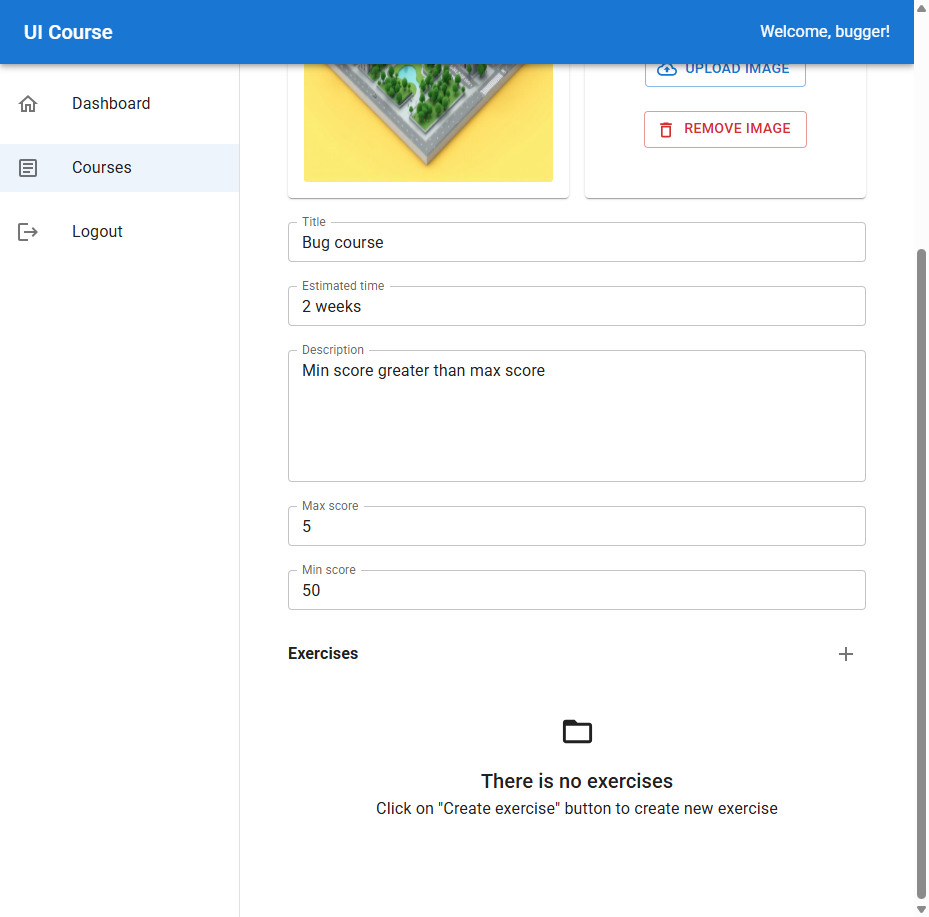 UI Course
Welcome, bugger!
Dashboard
Courses
Logout
UPLOAD IMAGE
REMOVE IMAGE
Title
Bug course
Estimated time
2 weeks
Description
Min score greater than max score
Max score
5
Min score
50
Exercises
There is no exercises
Click on "Create exercise" button to create new exercise